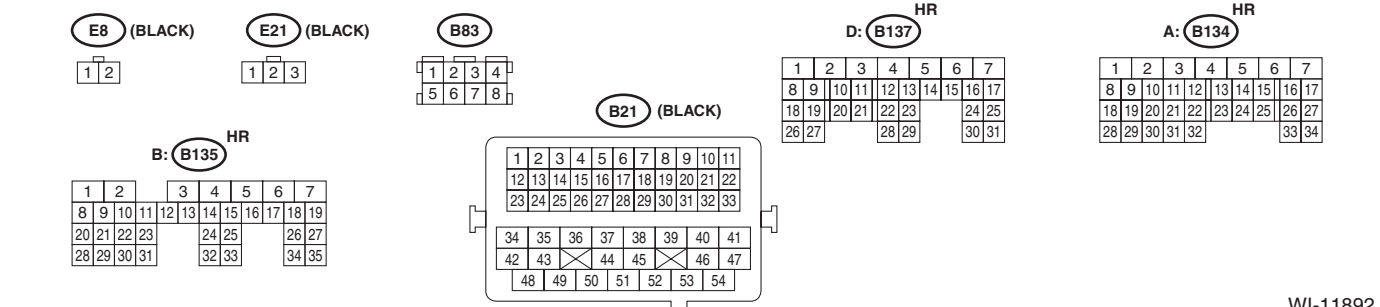 E8 (BLACK)
1 2
E21 (BLACK)
1 2 3
B83
1 2 3 4
5 6 7 8
HR
D: B137
1 2 3 4 5 6 7
8 9 10 11 12 13 14 15 16 17
18 19 20 21 22 23 24 25
26 27 28 29 30 31
HR
A: B134
1 2 3 4 5 6 7
8 9 10 11 12 13 14 15 16 17
18 19 20 21 22 23 24 25 26 27
28 29 30 31 32 33 34
HR
B: B135
1 2 3 4 5 6 7
8 9 10 11 12 13 14 15 16 17 18 19
20 21 22 23 24 25 26 27
28 29 30 31 32 33 34 35
B21 (BLACK)
1 2 3 4 5 6 7 8 9 10 11
12 13 14 15 16 17 18 19 20 21 22
23 24 25 26 27 28 29 30 31 32 33
34 35 36 37 38 39 40 41
42 43 44 45 46 47
48 49 50 51 52 53 54
WI-11892